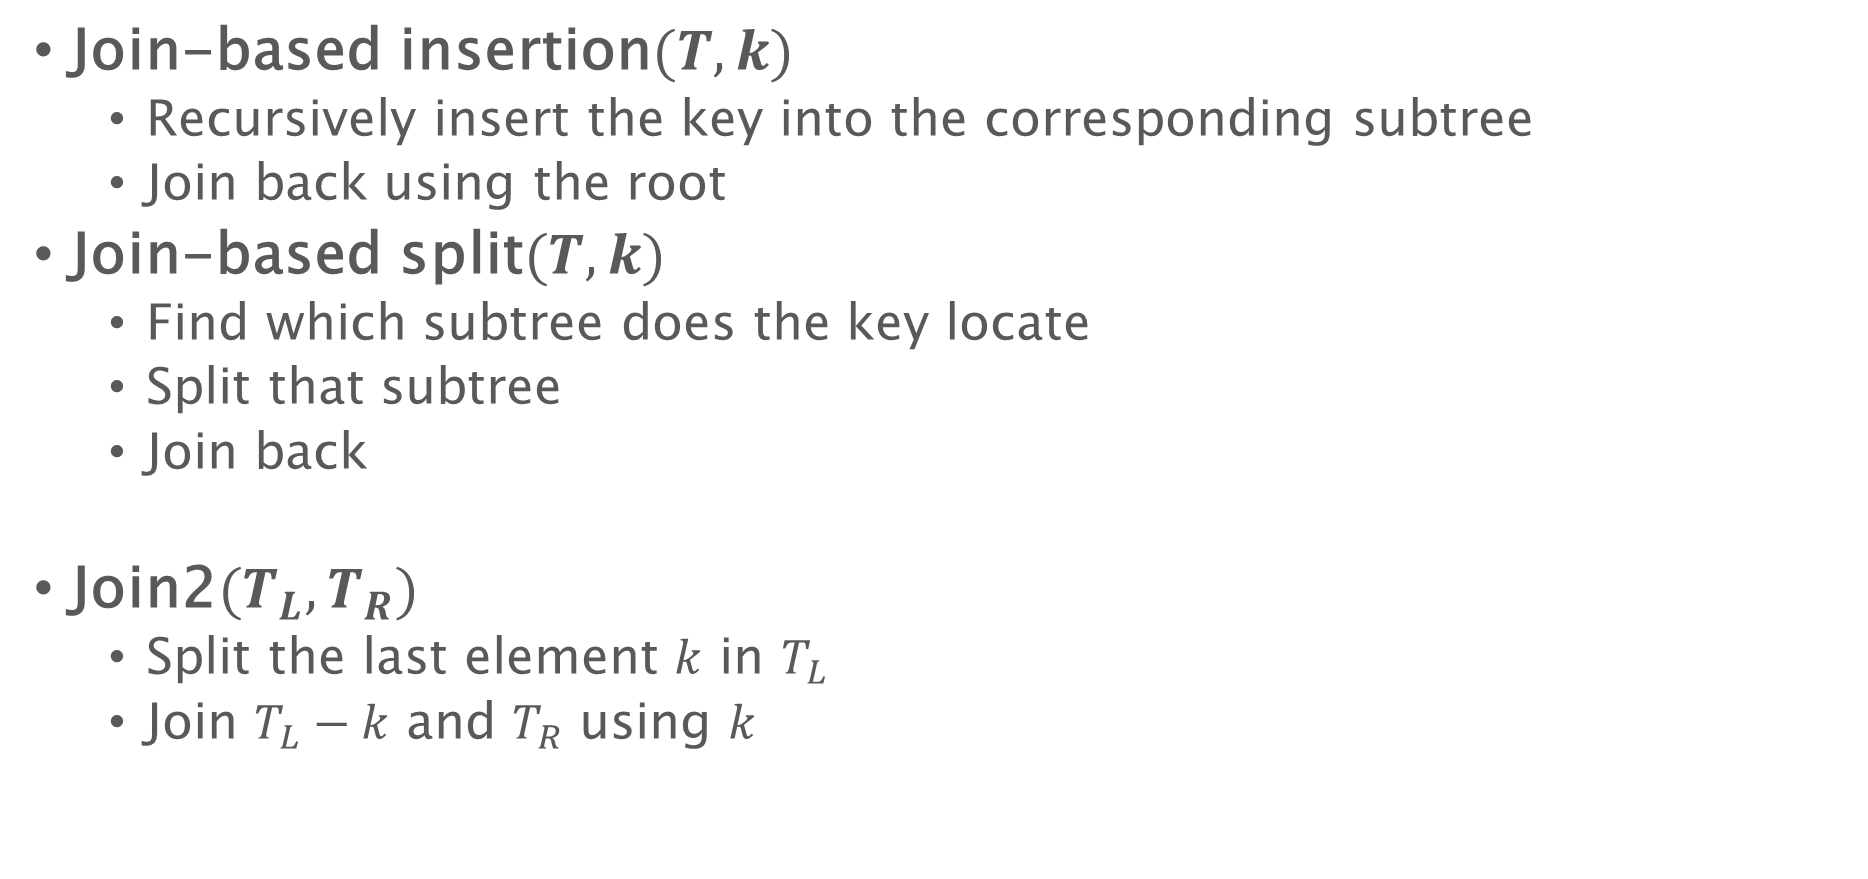 • Join-based insertion(T, k)
• Recursively insert the key into the corresponding subtree
• Join back using the root
• Join-based split(T, k)
• Find which subtree does the key locate
• Split that subtree
• Join back
• Join2(T_L, T_R)
• Split the last element k in T_L
• Join T_L − k and T_R using k